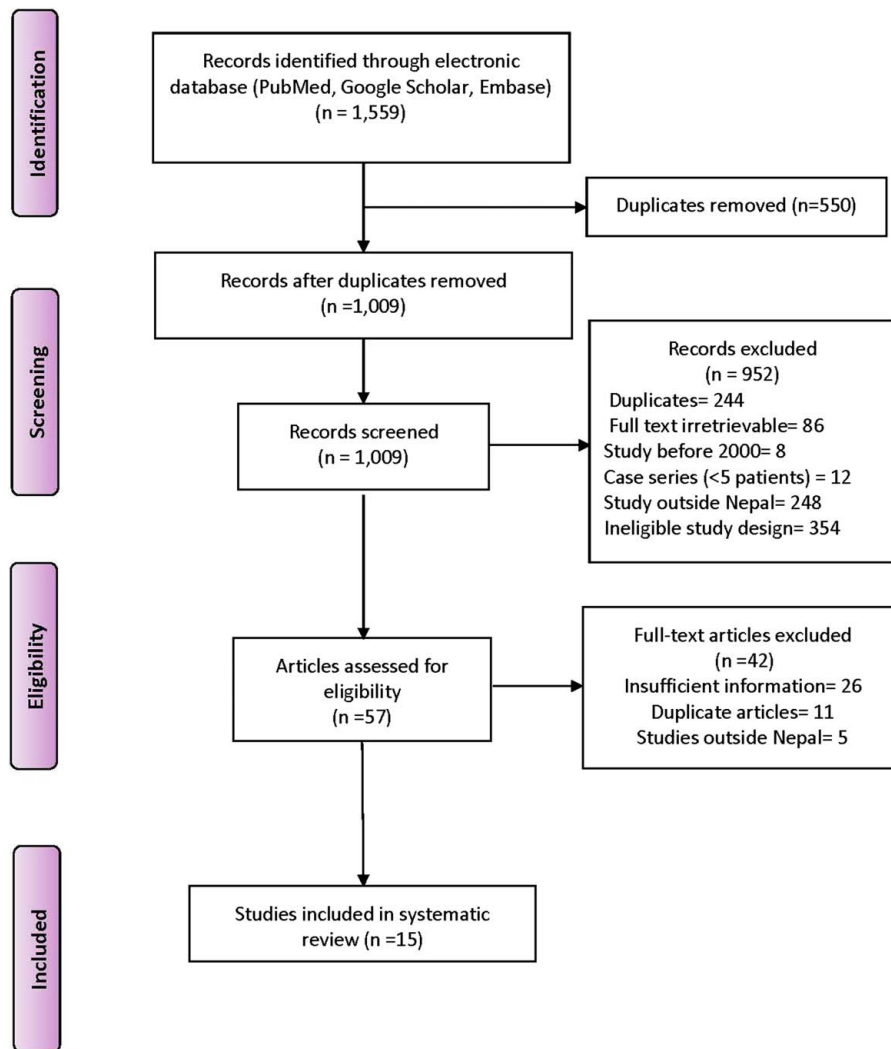 Identification
Records identified through electronic
database (PubMed, Google Scholar, Embase)
(n = 1,559)
Duplicates removed (n=550)
Records after duplicates removed
(n =1,009)
Screening
Records screened
(n = 1,009)
Records excluded
(n = 952)
Duplicates= 244
Full text irretrievable= 86
Study before 2000= 8
Case series (<5 patients) = 12
Study outside Nepal= 248
Ineligible study design= 354
Eligibility
Articles assessed for
eligibility
(n =57)
Full-text articles excluded
(n =42)
Insufficient information= 26
Duplicate articles= 11
Studies outside Nepal= 5
Included
Studies included in systematic
review (n =15)